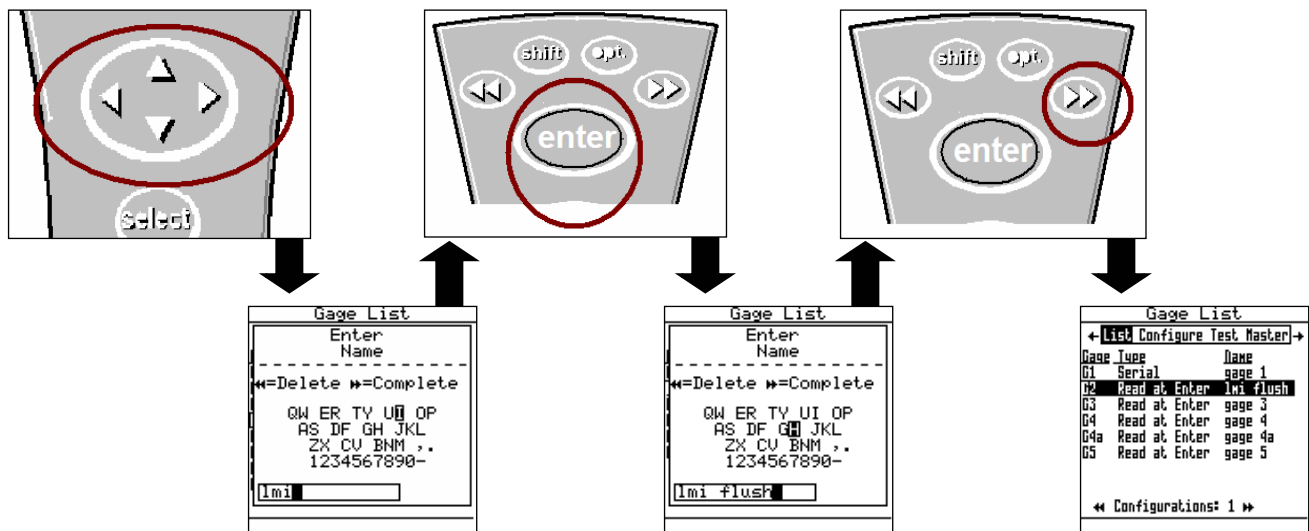 select
shift opt.
enter
shift opt.
enter
Gage List
Enter
Name
◀◀=Delete ▶▶=Complete
QW ER TY UI OP
AS DF GH JKL
ZX CV BNM ,.
1234567890-
lmi
Gage List
Enter
Name
◀◀=Delete ▶▶=Complete
QW ER TY UI OP
AS DF GH JKL
ZX CV BNM ,.
1234567890-
lmi flush
Gage List
←List Configure Test Master→
Gage Type Name
G1 Serial gage 1
G2 Read at Enter lmi flush
G3 Read at Enter gage 3
G4 Read at Enter gage 4
G4a Read at Enter gage 4a
G5 Read at Enter gage 5
◀◀ Configurations: 1 ▶▶